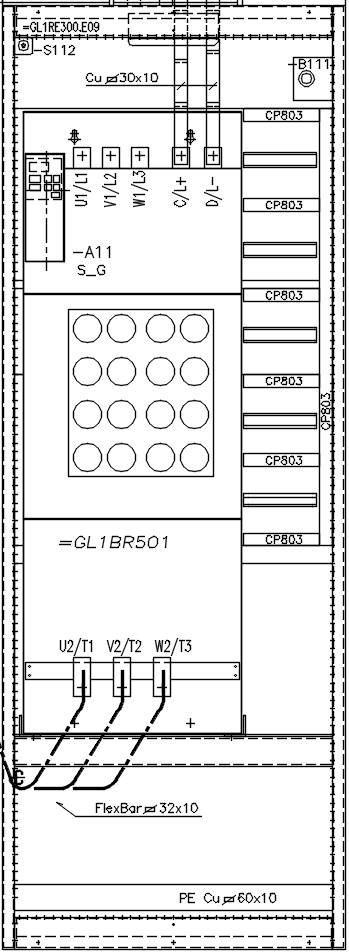 =GL1RE300.E09
-S112
-B111
Cu▱30x10
CP803
U1/L1
V1/L2
W1/L3
C/L+
D/L-
CP803
-A11
S_G
CP803
CP803
CP803
CP803
CP803
=GL1BR501
U2/T1 V2/T2 W2/T3
FlexBar▱32x10
PE Cu▱60x10